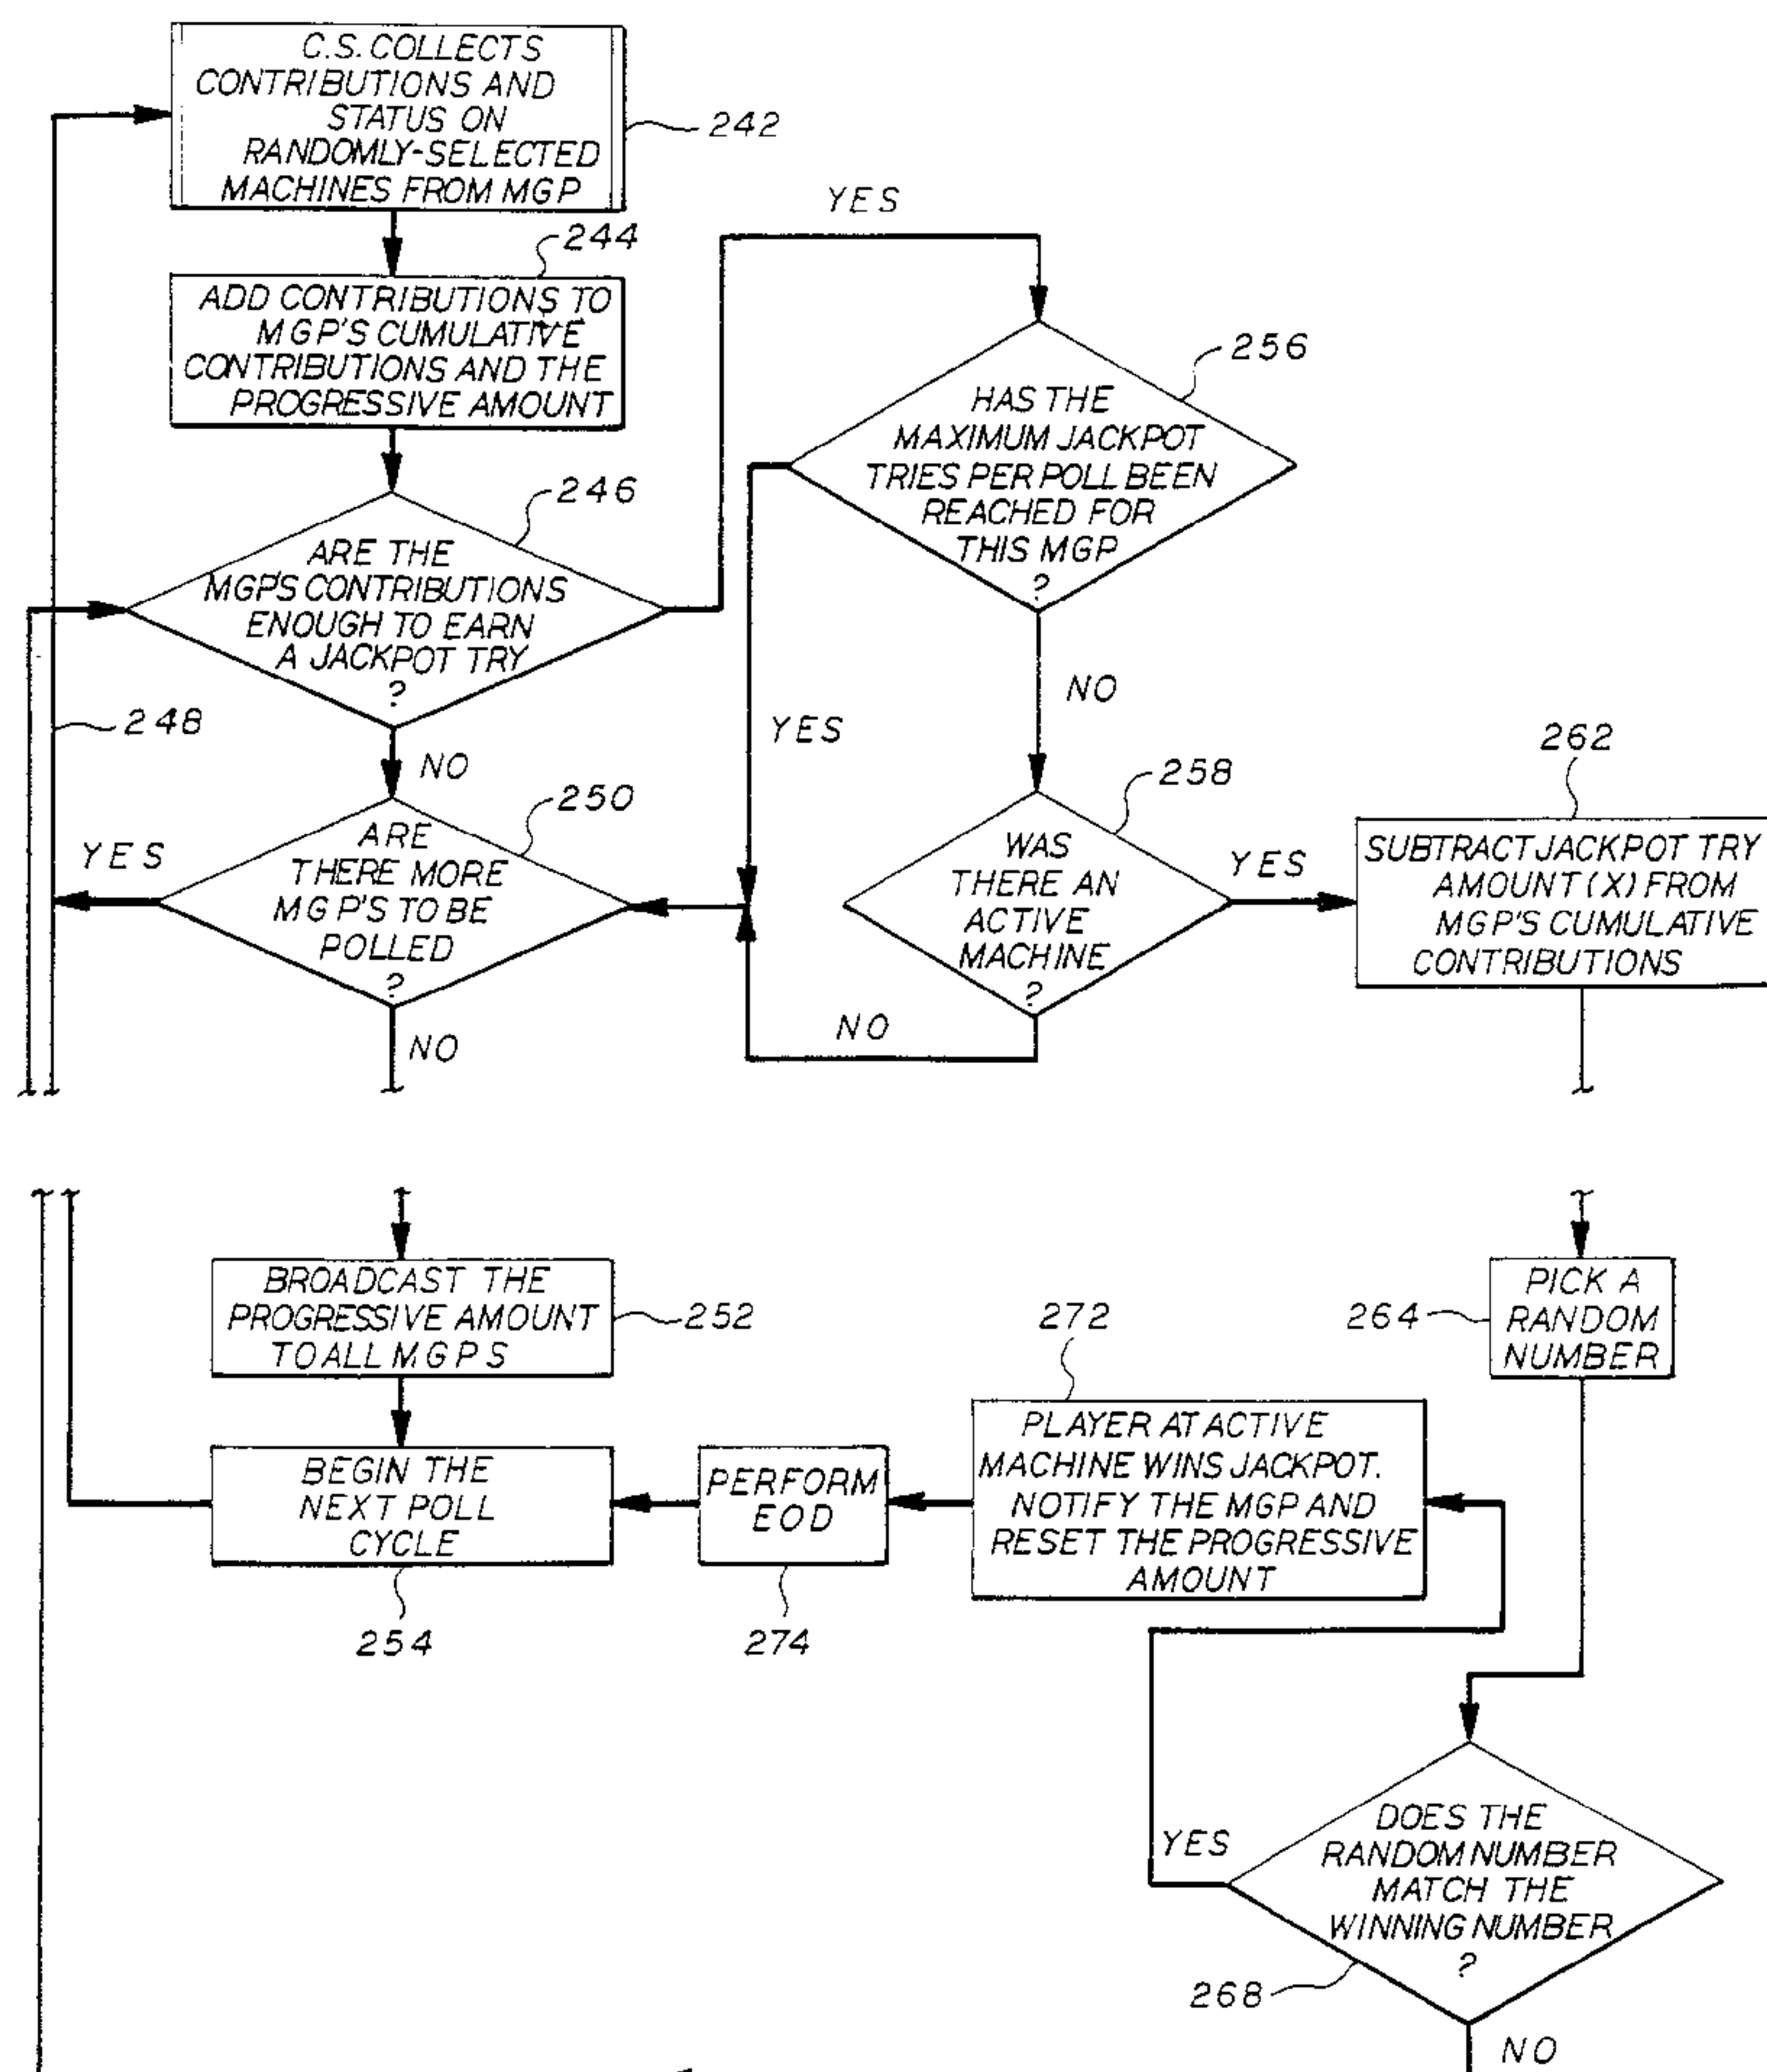 C.S. COLLECTS
CONTRIBUTIONS AND
STATUS ON
RANDOMLY-SELECTED
MACHINES FROM MGP
242
244
ADD CONTRIBUTIONS TO
MGP'S CUMULATIVE
CONTRIBUTIONS AND THE
PROGRESSIVE AMOUNT
246
ARE THE
MGP'S CONTRIBUTIONS
ENOUGH TO EARN
A JACKPOT TRY
?
YES
NO
248
256
HAS THE
MAXIMUM JACKPOT
TRIES PER POLL BEEN
REACHED FOR
THIS MGP
?
YES
NO
250
ARE
THERE MORE
MGP'S TO BE
POLLED
?
YES
NO
258
WAS
THERE AN
ACTIVE
MACHINE
?
YES
NO
262
SUBTRACT JACKPOT TRY
AMOUNT (X) FROM
MGP'S CUMULATIVE
CONTRIBUTIONS
BROADCAST THE
PROGRESSIVE AMOUNT
TO ALL MGPS
252
BEGIN THE
NEXT POLL
CYCLE
254
PERFORM
EOD
274
272
PLAYER AT ACTIVE
MACHINE WINS JACKPOT.
NOTIFY THE MGP AND
RESET THE PROGRESSIVE
AMOUNT
264
PICK A
RANDOM
NUMBER
DOES THE
RANDOM NUMBER
MATCH THE
WINNING NUMBER
?
YES
268
NO